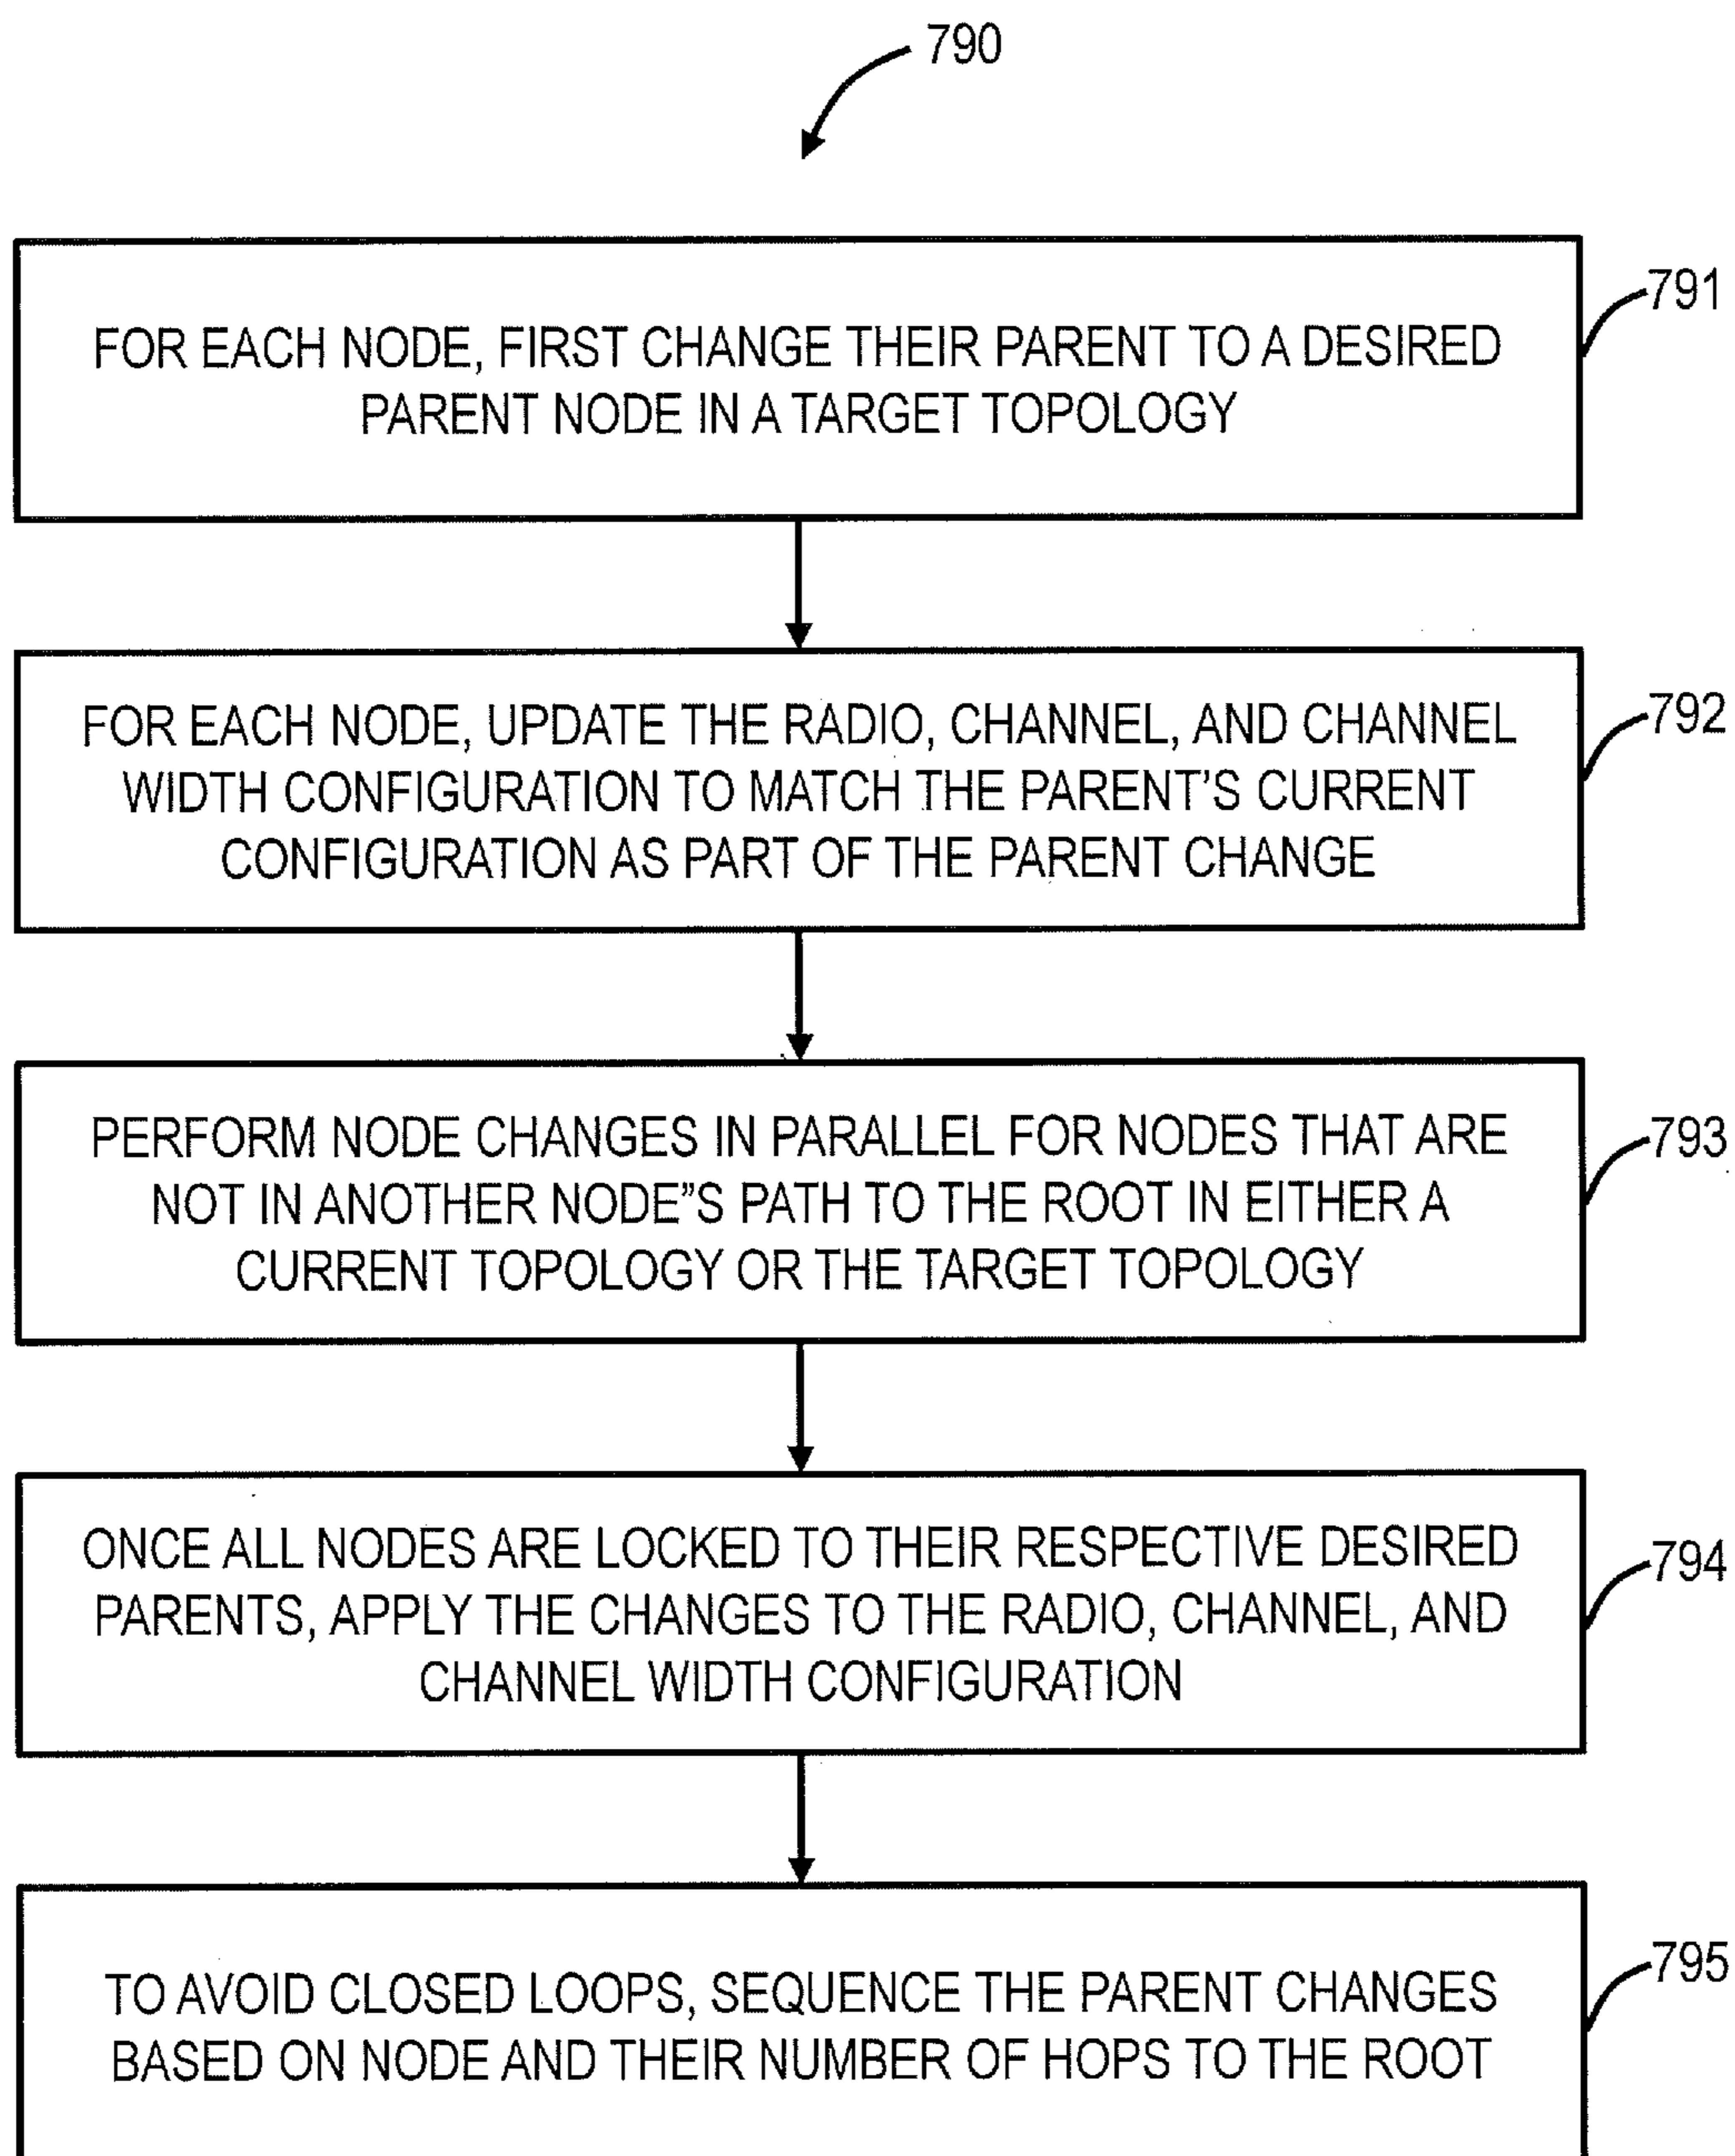 790
FOR EACH NODE, FIRST CHANGE THEIR PARENT TO A DESIRED
PARENT NODE IN A TARGET TOPOLOGY
791
FOR EACH NODE, UPDATE THE RADIO, CHANNEL, AND CHANNEL
WIDTH CONFIGURATION TO MATCH THE PARENT'S CURRENT
CONFIGURATION AS PART OF THE PARENT CHANGE
792
PERFORM NODE CHANGES IN PARALLEL FOR NODES THAT ARE
NOT IN ANOTHER NODE"S PATH TO THE ROOT IN EITHER A
CURRENT TOPOLOGY OR THE TARGET TOPOLOGY
793
ONCE ALL NODES ARE LOCKED TO THEIR RESPECTIVE DESIRED
PARENTS, APPLY THE CHANGES TO THE RADIO, CHANNEL, AND
CHANNEL WIDTH CONFIGURATION
794
TO AVOID CLOSED LOOPS, SEQUENCE THE PARENT CHANGES
BASED ON NODE AND THEIR NUMBER OF HOPS TO THE ROOT
795